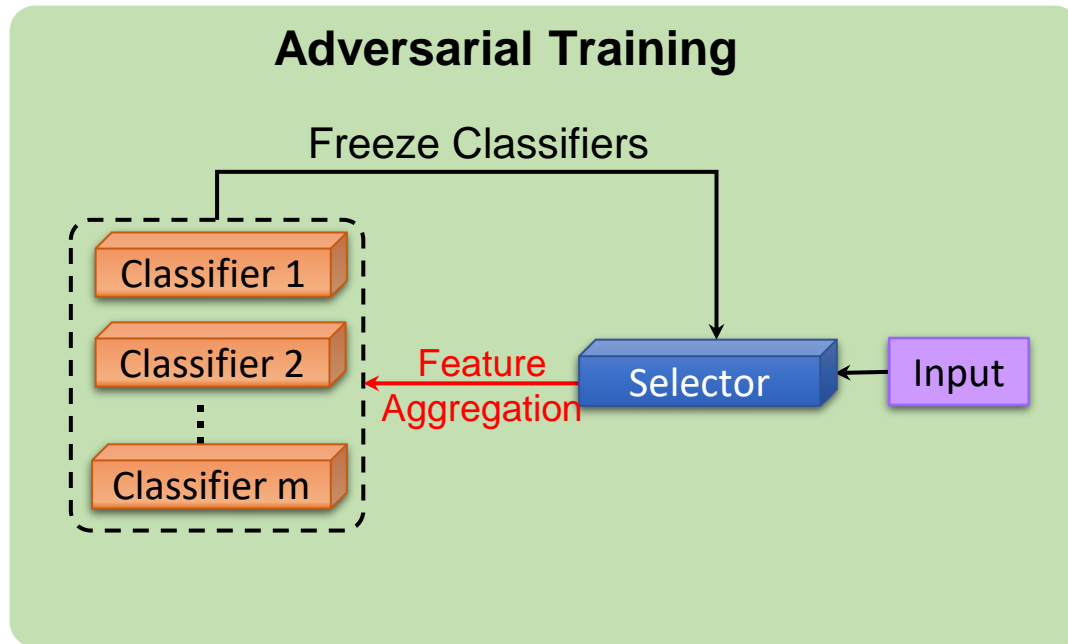 Adversarial Training
Freeze Classifiers
Classifier 1
Classifier 2
Classifier m
Feature
Aggregation
Selector
Input